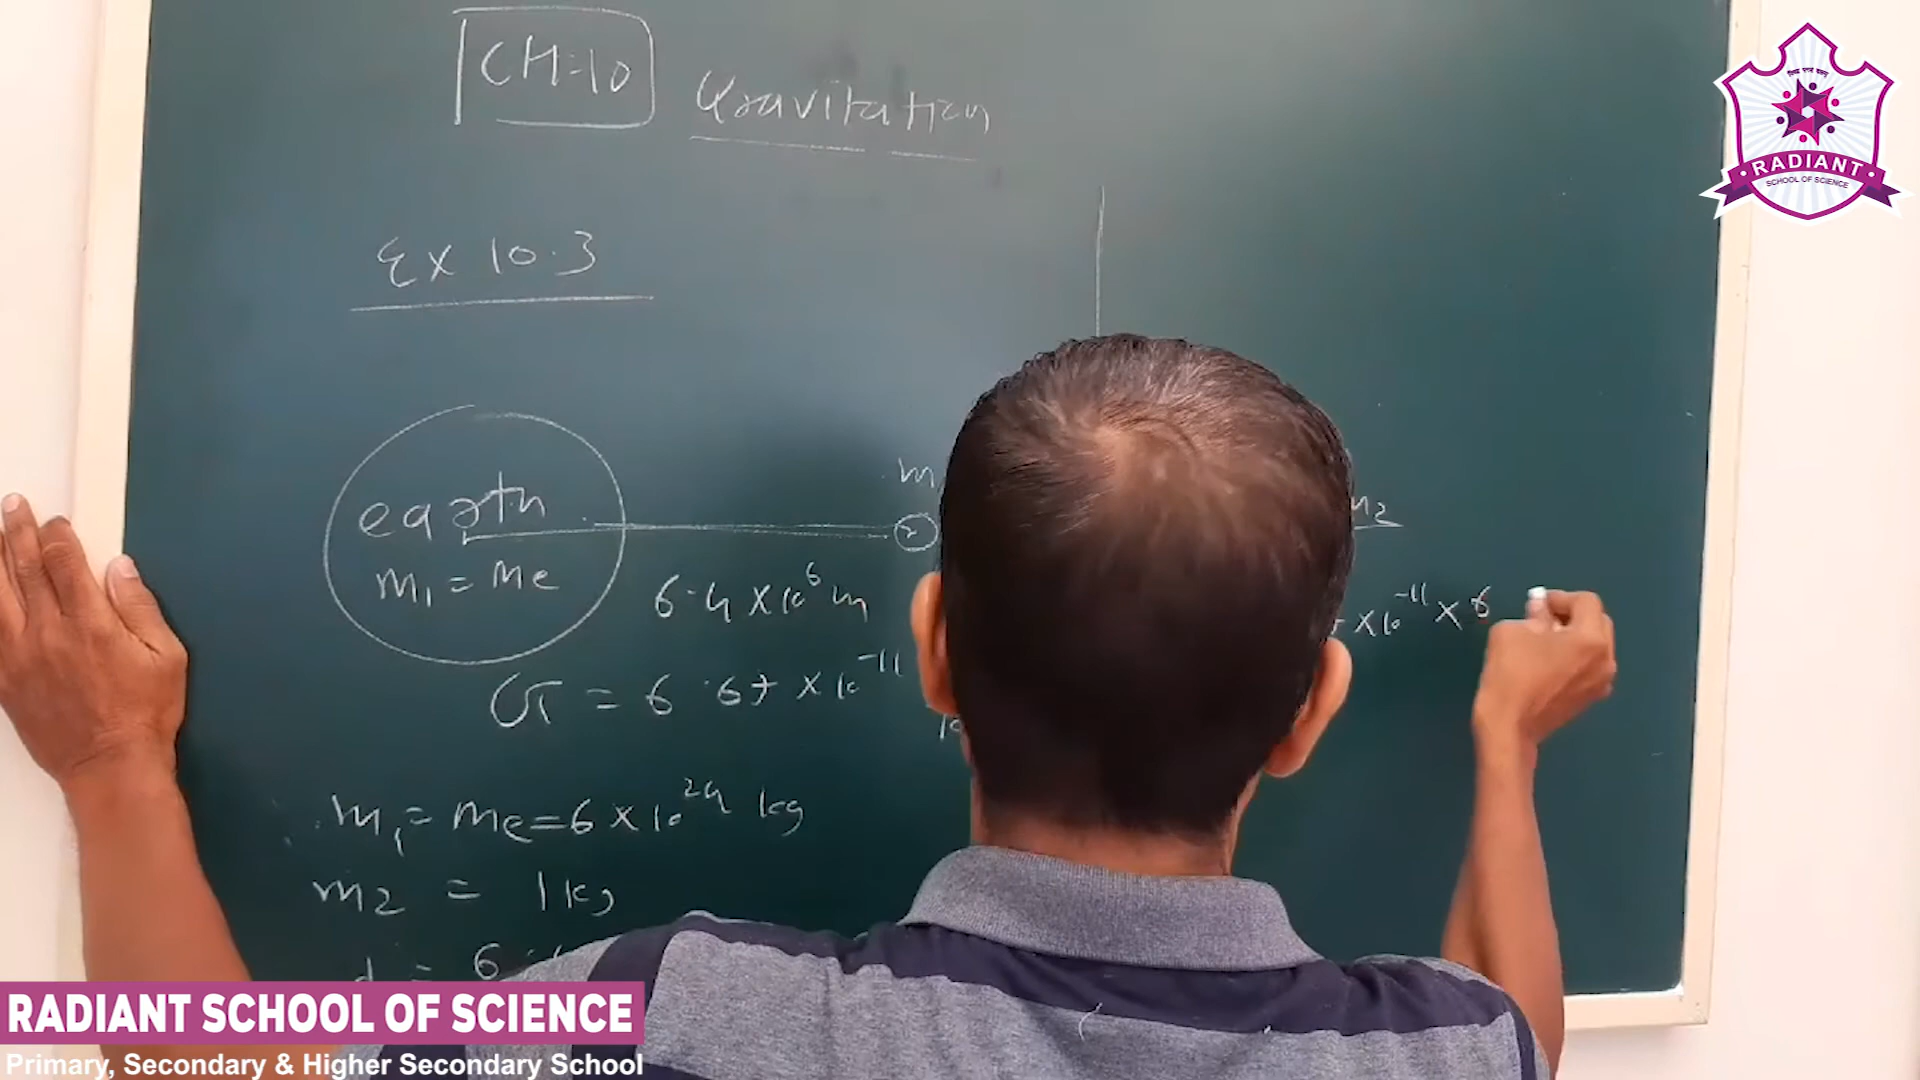 CH=10 Gravitation
RADIANT
SCHOOL OF SCIENCE
Ex 10.3
m
earth
m₁ = Me
6.4 × 10⁶ m
m₂
× 10⁻¹¹ × 6
G = 6.67 × 10⁻¹¹
m₁ = Me = 6 × 10²⁴ kg
m2 = 1 kg
d = 6.
RADIANT SCHOOL OF SCIENCE
Primary, Secondary & Higher Secondary School